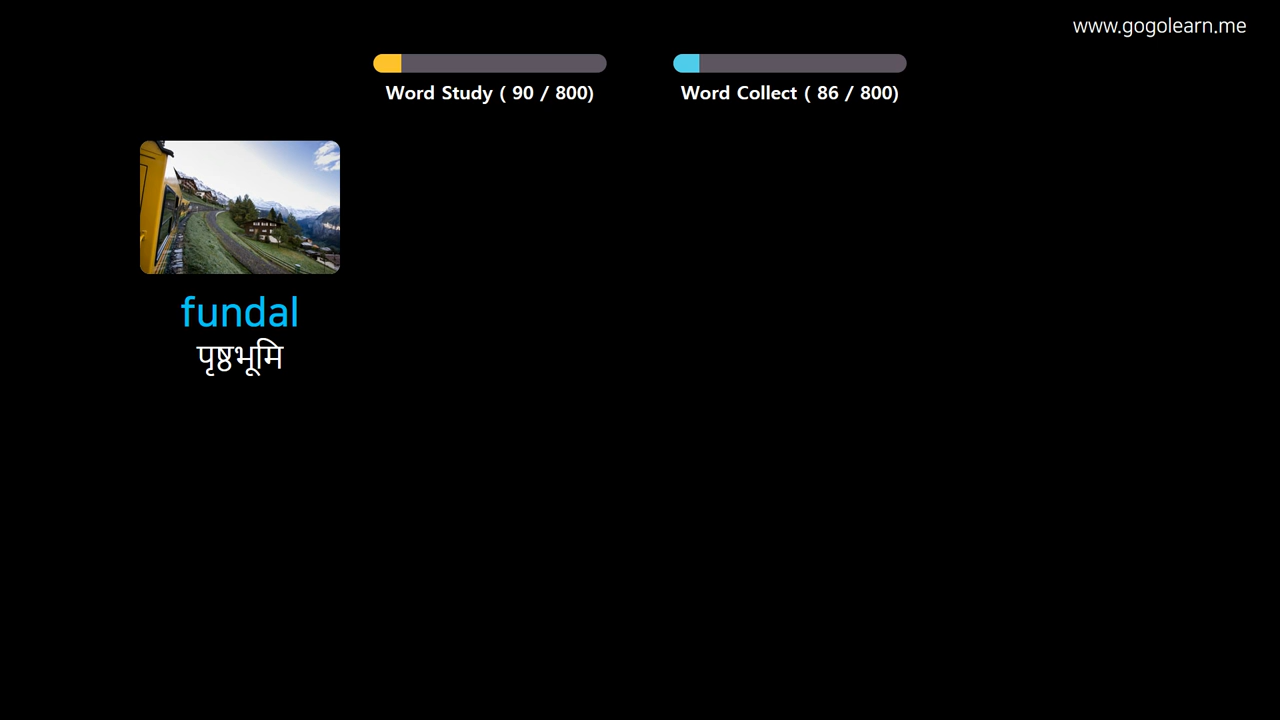 www.gogolearn.me
Word Study ( 90 / 800)
Word Collect ( 86 / 800)
fundal
पृष्ठभूमि